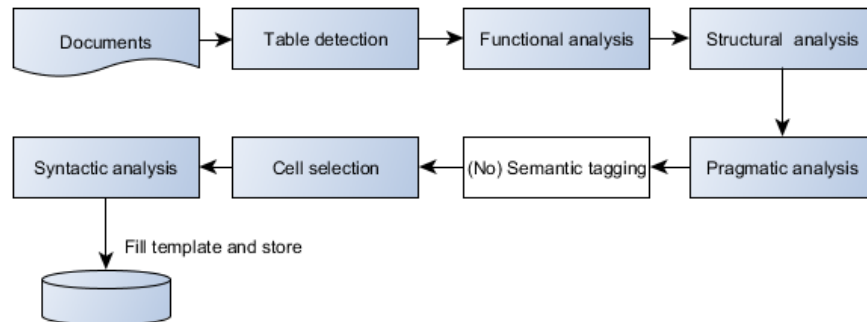 Documents
Table detection
Functional analysis
Structural analysis
Pragmatic analysis
(No) Semantic tagging
Cell selection
Syntactic analysis
Fill template and store